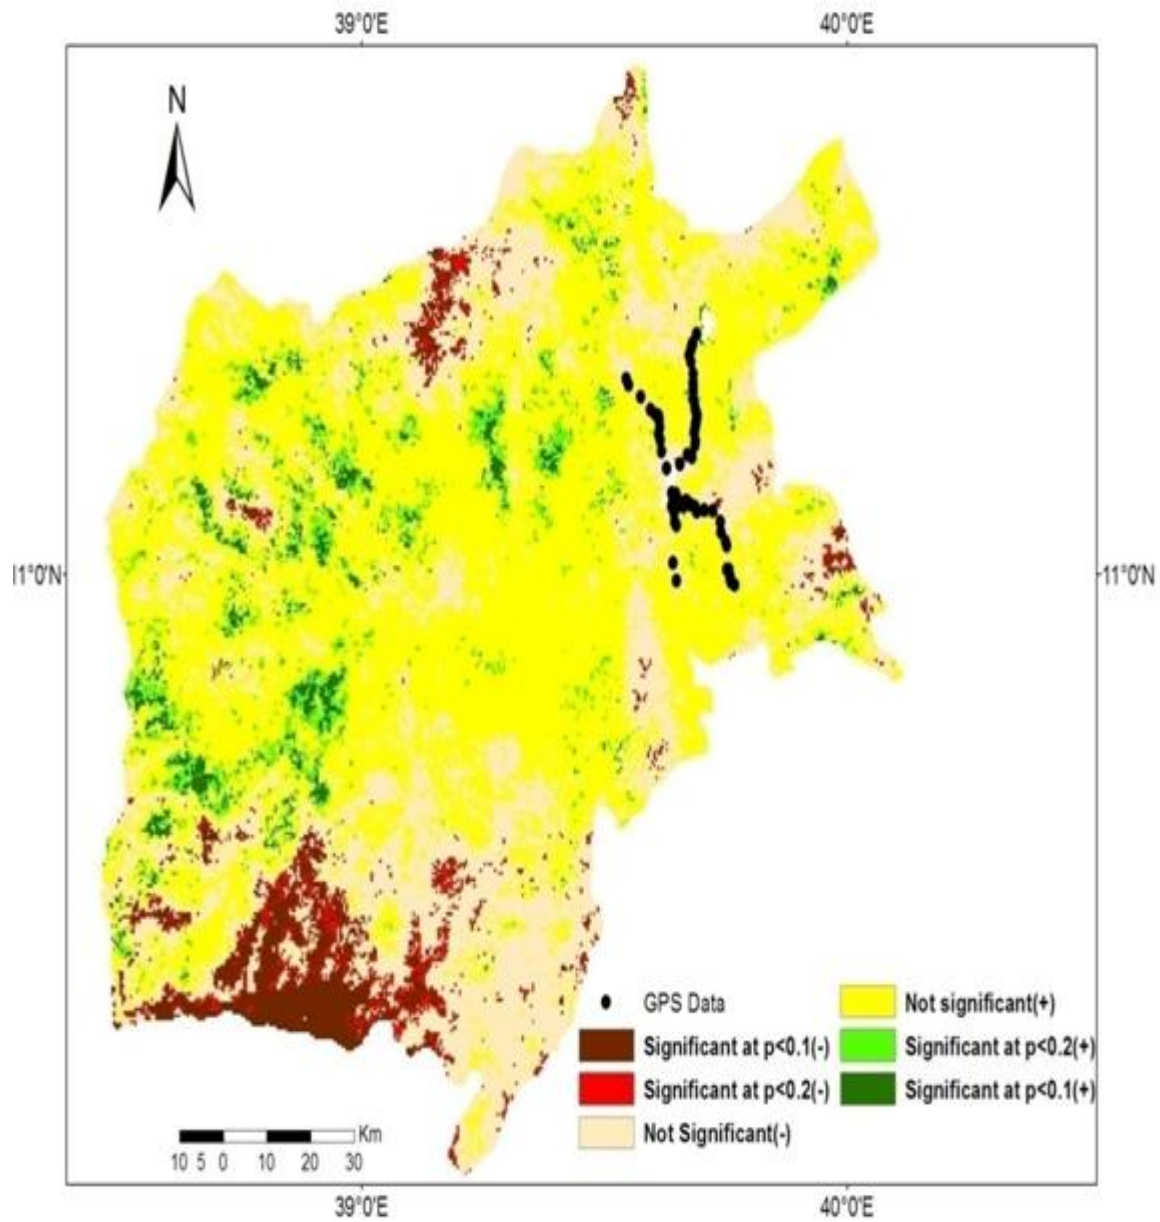 39°0'E 40°0'E
N
11°0'N 11°0'N
GPS Data
Significant at p<0.1(-)
Significant at p<0.2(-)
Not Significant(-)
Not significant(+)
Significant at p<0.2(+)
Significant at p<0.1(+)
Km
10 5 0 10 20 30
39°0'E 40°0'E